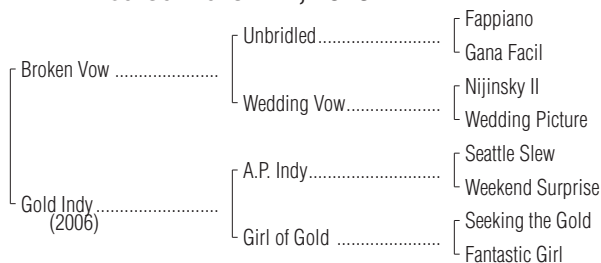 Fappiano
Unbridled
Gana Facil
Broken Vow
Nijinsky II
Wedding Vow
Wedding Picture
Seattle Slew
A.P. Indy
Weekend Surprise
Gold Indy
(2006)
Seeking the Gold
Girl of Gold
Fantastic Girl